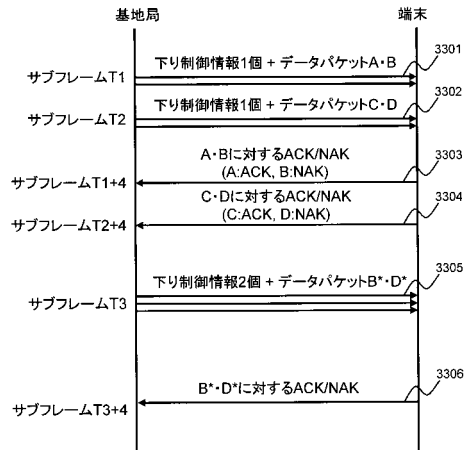 基地局
端末
3301
下り制御情報1個 + データパケットA・B
サブフレームT1
3302
下り制御情報1個 + データパケットC・D
サブフレームT2
3303
A・Bに対するACK/NAK
(A:ACK, B:NAK)
サブフレームT1+4
3304
C・Dに対するACK/NAK
(C:ACK, D:NAK)
サブフレームT2+4
3305
下り制御情報2個 + データパケットB*・D*
サブフレームT3
3306
B*・D*に対するACK/NAK
サブフレームT3+4